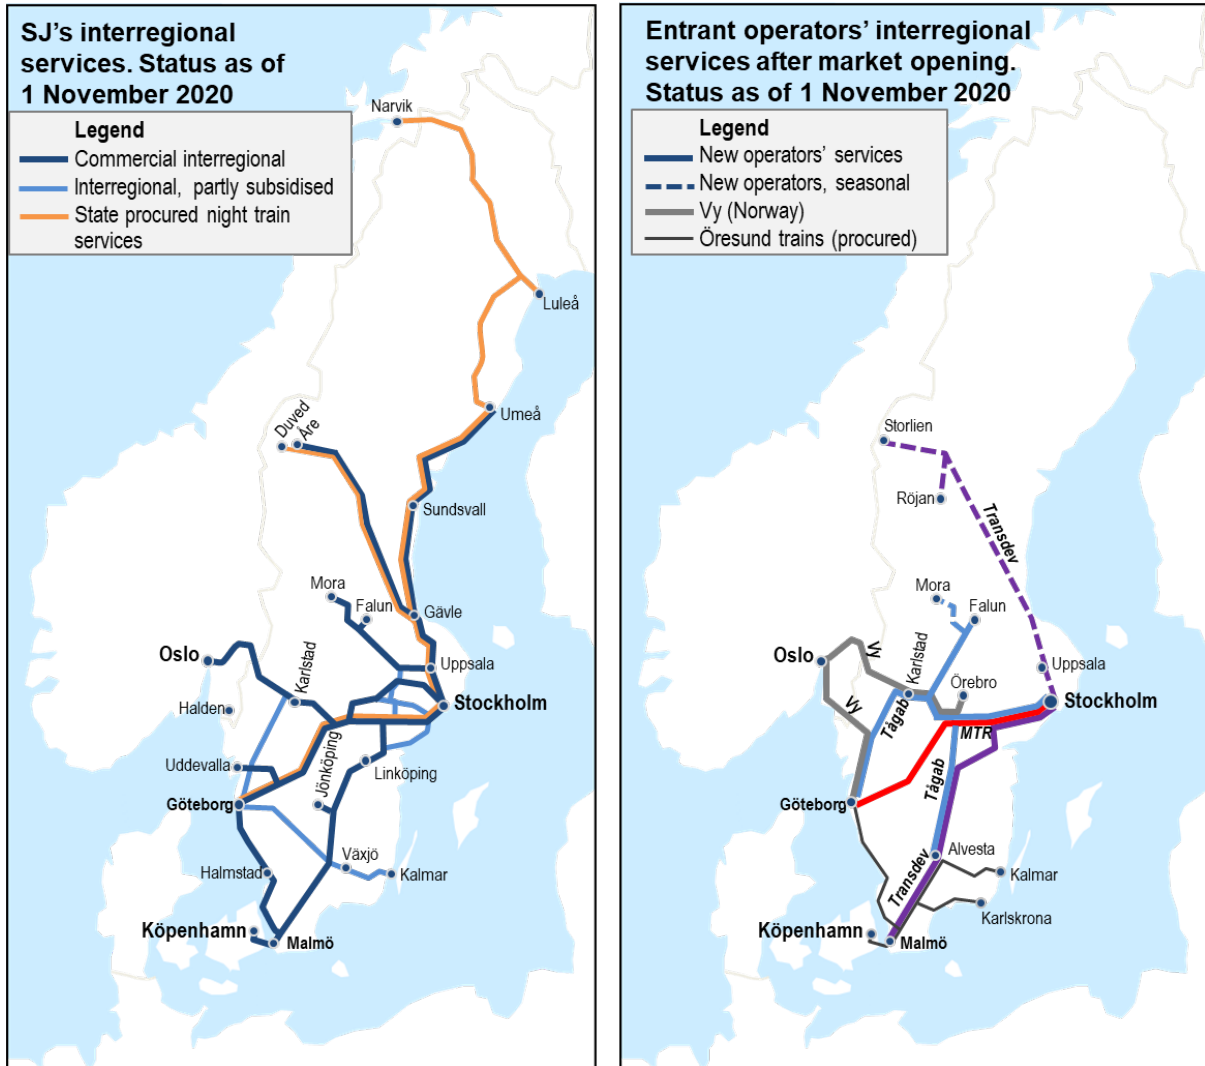 SJ's interregional
services. Status as of
1 November 2020
Legend
Commercial interregional
Interregional, partly subsidised
State procured night train
services
Narvik
Luleå
Umeå
Duved
Åre
Sundsvall
Mora
Falun
Gävle
Oslo
Karlstad
Uppsala
Halden
Stockholm
Uddevalla
Jönköping
Linköping
Göteborg
Växjö
Halmstad
Kalmar
Köpenhamn
Malmö
Entrant operators' interregional
services after market opening.
Status as of 1 November 2020
Legend
New operators' services
New operators, seasonal
Vy (Norway)
Öresund trains (procured)
Storlien
Röjan
Transdev
Mora
Falun
Vy
Karlstad
Oslo
Örebro
Uppsala
Stockholm
Vy
Tågab
MTR
Tågab
Göteborg
Transdev
Alvesta
Kalmar
Karlskrona
Köpenhamn
Malmö